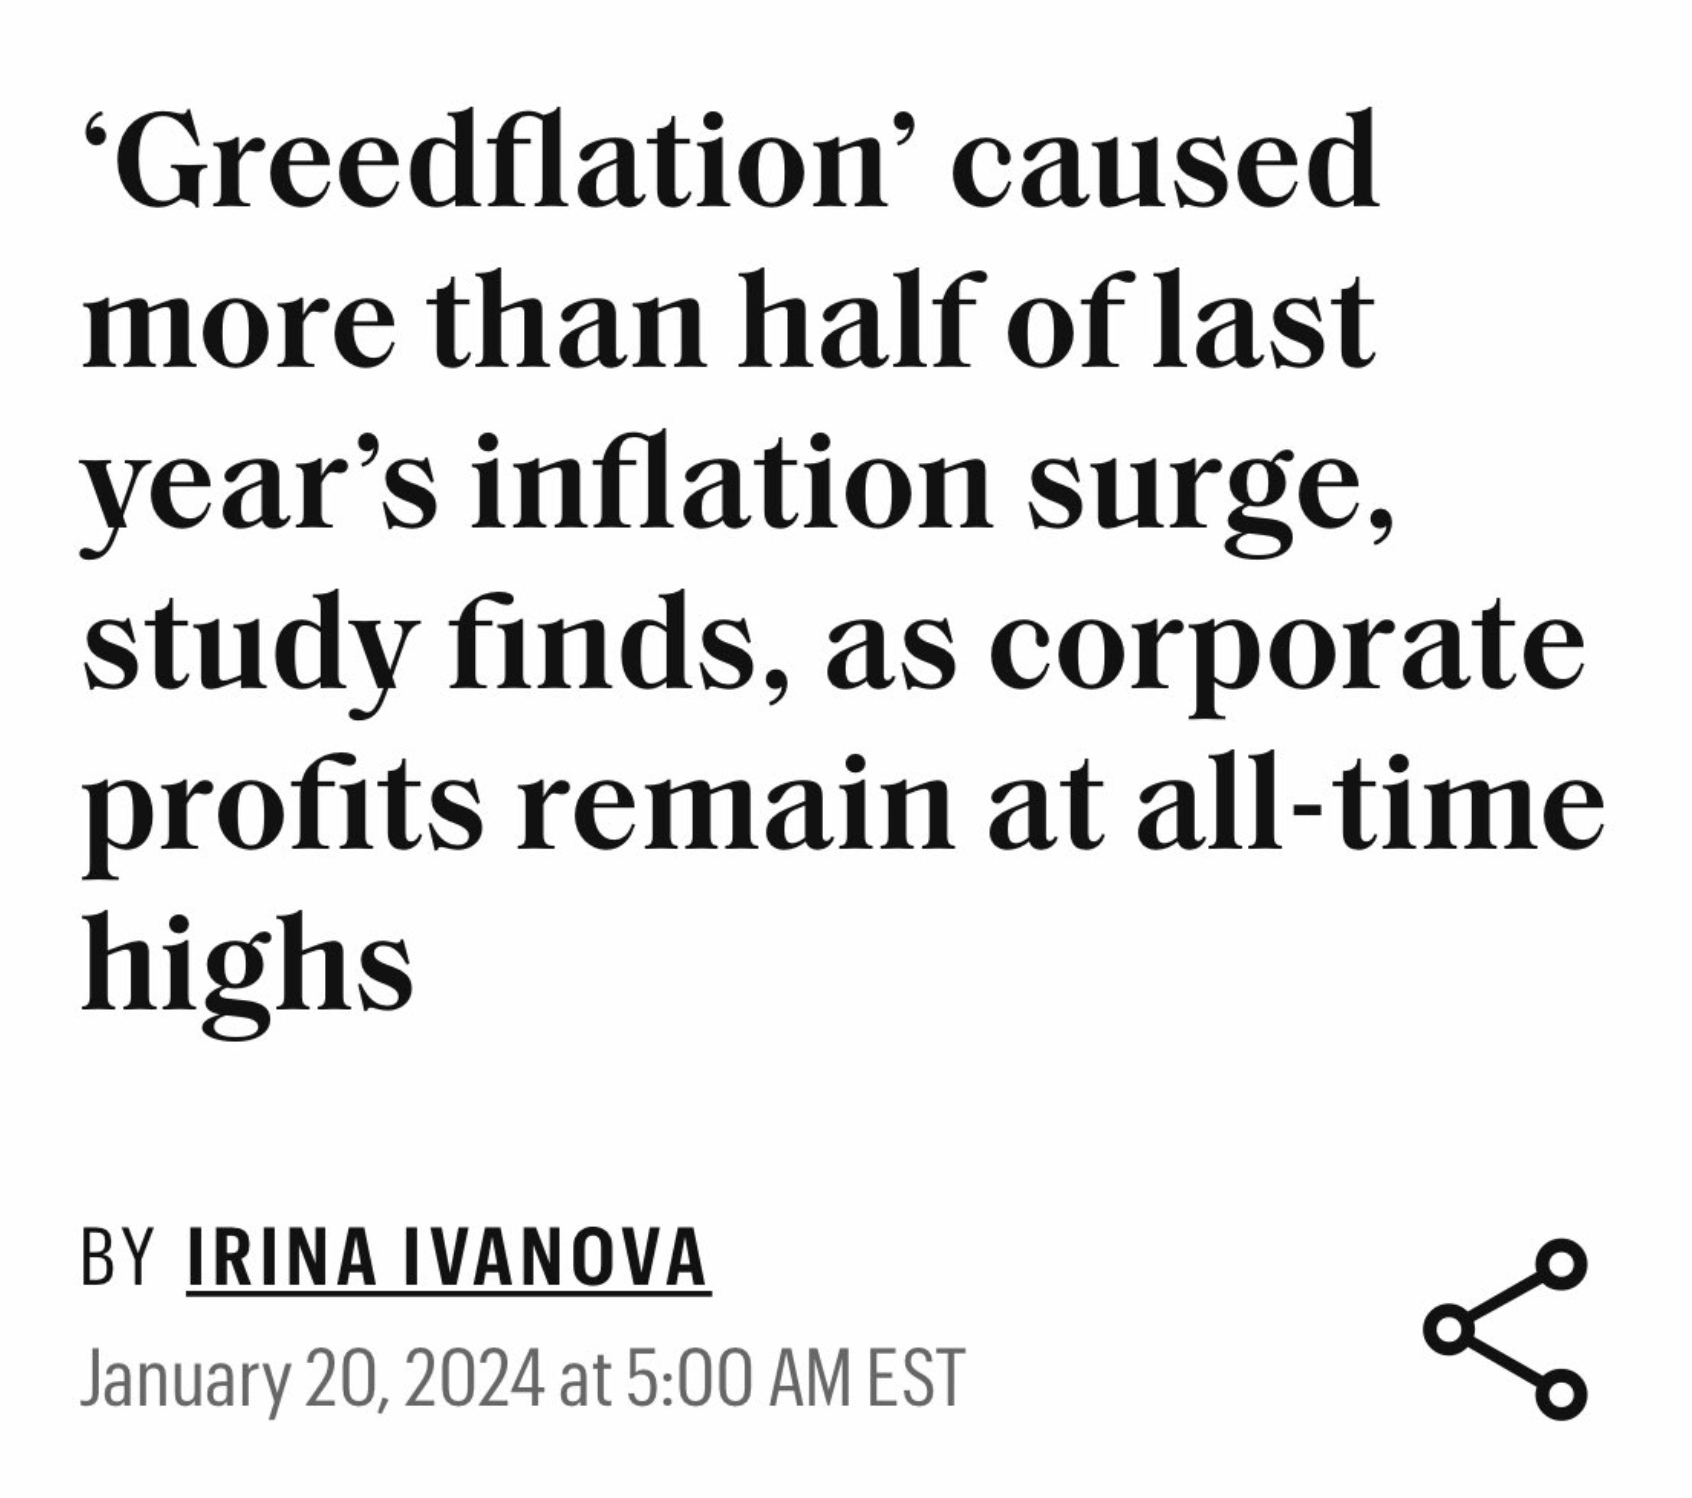 ‘Greedflation’ caused
more than half of last
year’s inflation surge,
study finds, as corporate
profits remain at all-time
highs
BY IRINA IVANOVA
January 20, 2024 at 5:00 AM EST